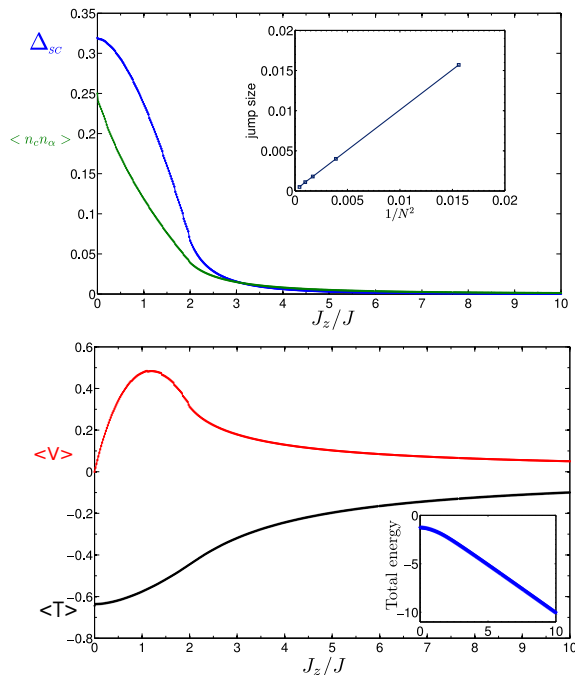 0.35
0.3
0.25
0.2
0.15
0.1
0.05
0
Δsc
< n_c n_α >
0 1 2 3 4 5 6 7 8 9 10
J_z/J
0.02
0.015
0.01
0.005
0
jump size
0 0.005 0.01 0.015 0.02
1/N²
0.6
0.4
0.2
0
−0.2
−0.4
−0.6
−0.8
<V>
<T>
0 1 2 3 4 5 6 7 8 9 10
J_z/J
0
−5
−10
Total energy
0 5 10